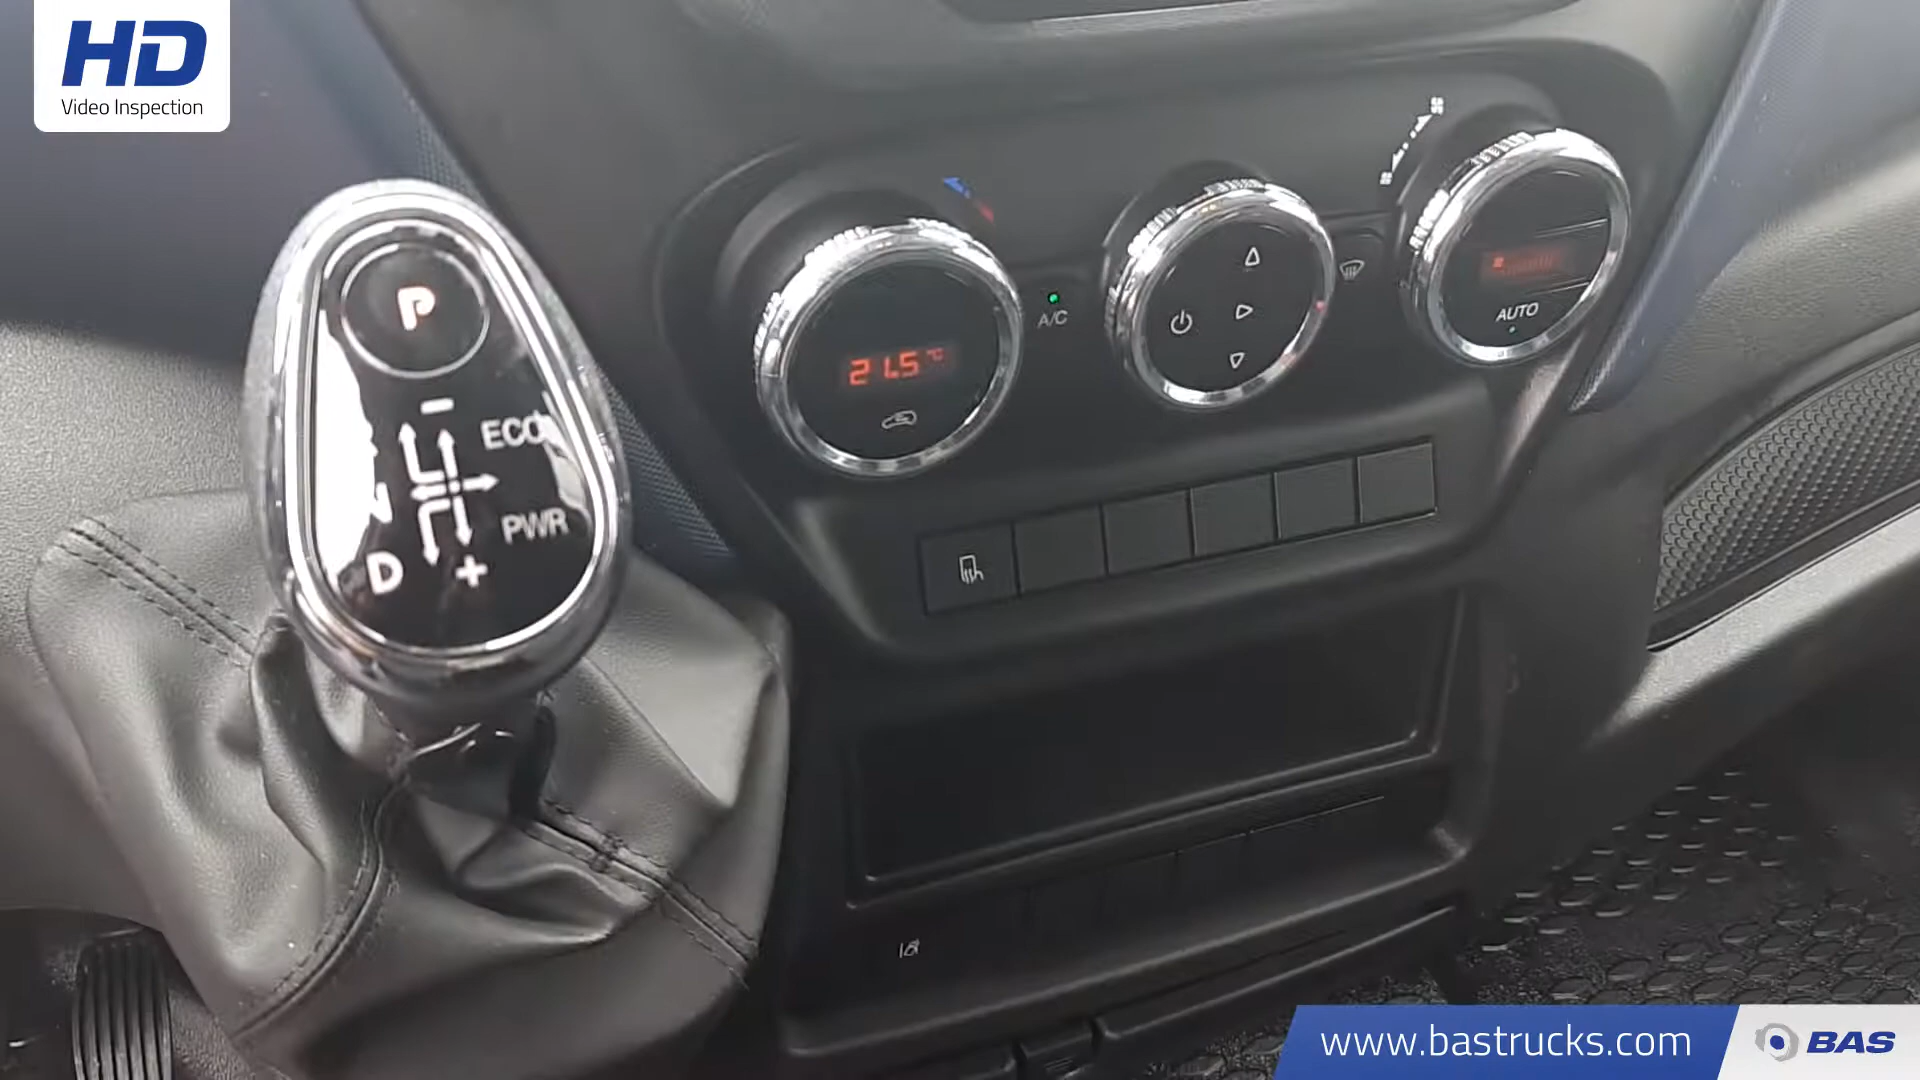 HD
Video Inspection
P
−
ECO
N
PWR
D
+
21.5 °C
A/C
AUTO
www.bastrucks.com
BAS